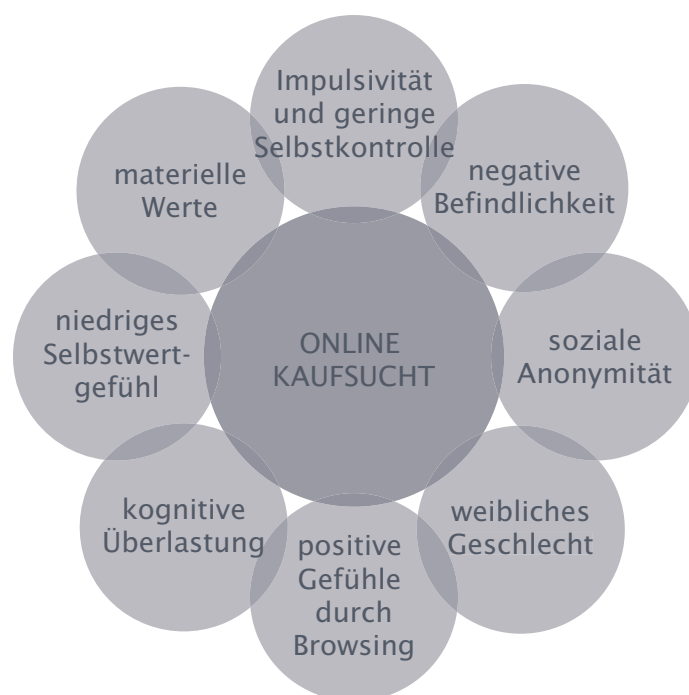 Impulsivität
und geringe
Selbstkontrolle
negative
Befindlichkeit
soziale
Anonymität
weibliches
Geschlecht
positive
Gefühle
durch
Browsing
kognitive
Überlastung
niedriges
Selbstwert-
gefühl
materielle
Werte
ONLINE
KAUFSUCHT